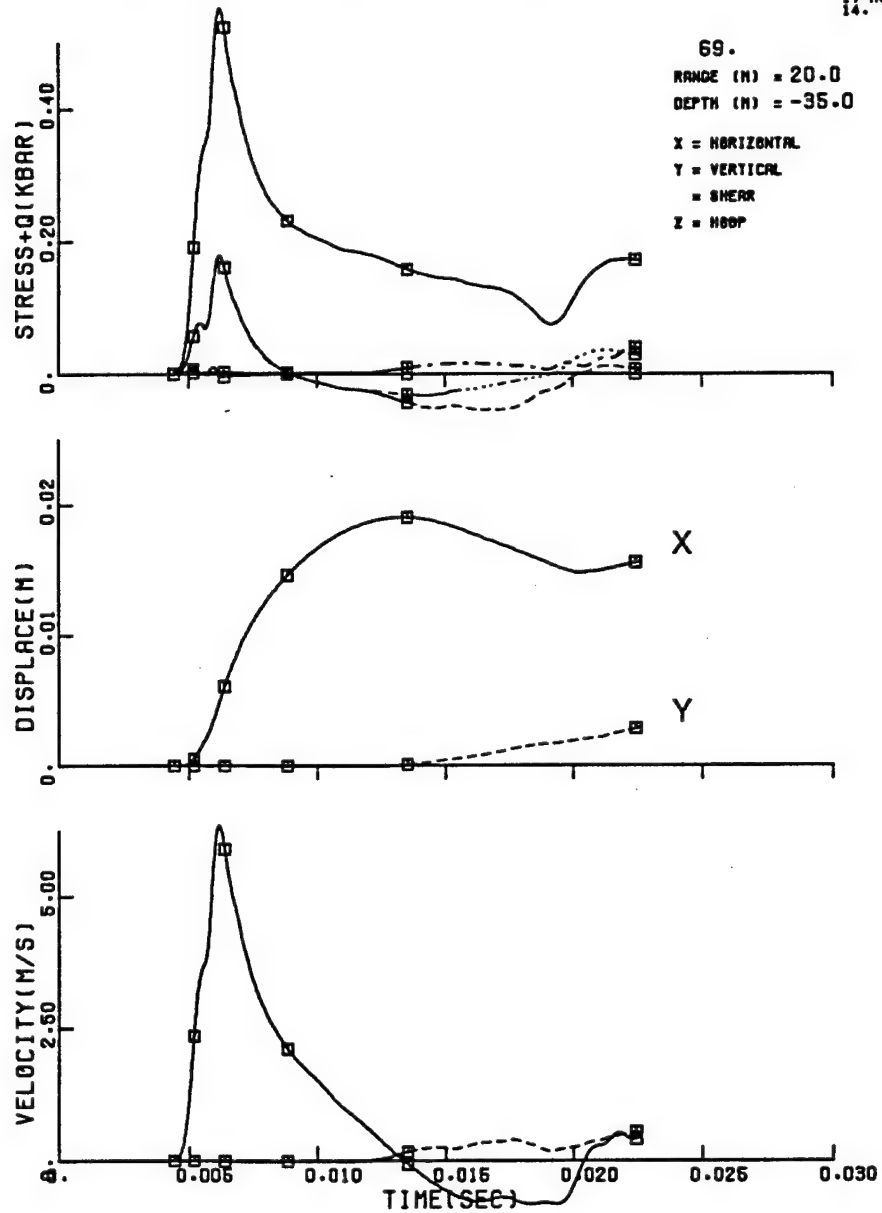 14.
69.
RANGE (M) = 20.0
DEPTH (M) = -35.0
X = HORIZONTAL
Y = VERTICAL
= SHEAR
Z = HOOP
STRESS+Q(KBAR)
0.40
0.20
0.
DISPLACE(M)
0.02
0.01
0.
X
Y
VELOCITY(M/S)
5.00
2.50
0.
0.005
0.010
0.015
0.020
0.025
0.030
TIME(SEC)